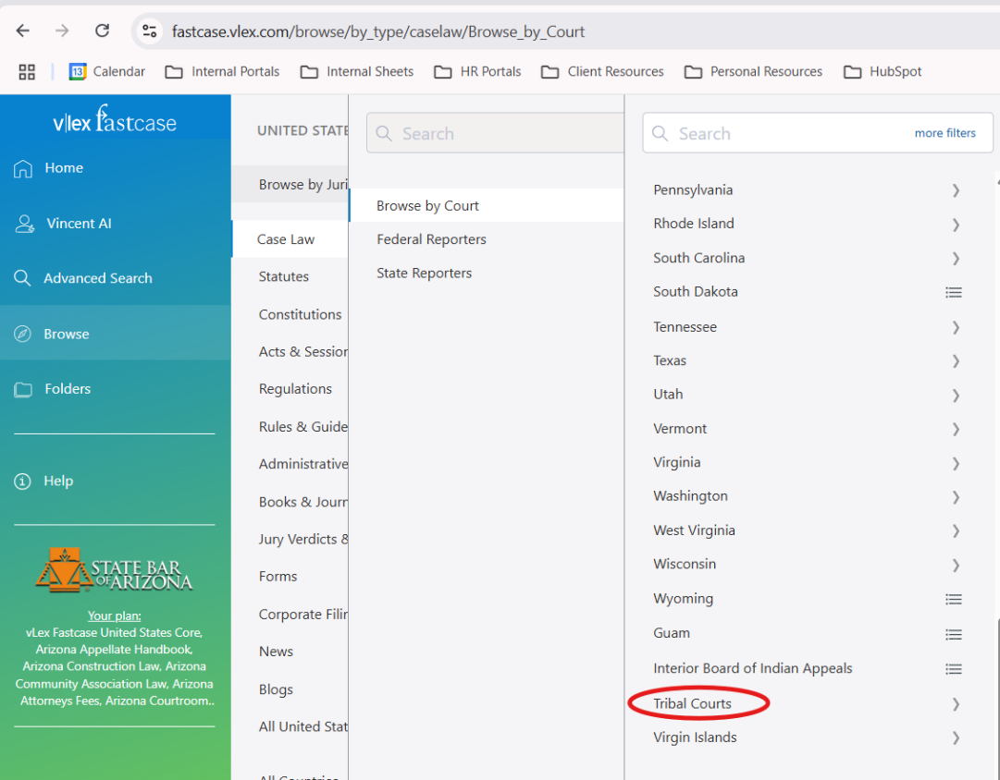 fastcase.vlex.com/browse/by_type/caselaw/Browse_by_Court
13 Calendar
Internal Portals
Internal Sheets
HR Portals
Client Resources
Personal Resources
HubSpot
vlex fastcase
Home
Vincent AI
Advanced Search
Browse
Folders
Help
STATE BAR
OF ARIZONA
Your plan:
vLex Fastcase United States Core,
Arizona Appellate Handbook,
Arizona Construction Law, Arizona
Community Association Law, Arizona
Attorneys Fees, Arizona Courtroom..
UNITED STATE
Browse by Juri
Case Law
Statutes
Constitutions
Acts & Session
Regulations
Rules & Guide
Administrative
Books & Journ
Jury Verdicts &
Forms
Corporate Filin
News
Blogs
All United Stat
All Countries
Search
Browse by Court
Federal Reporters
State Reporters
Search
more filters
Pennsylvania
Rhode Island
South Carolina
South Dakota
Tennessee
Texas
Utah
Vermont
Virginia
Washington
West Virginia
Wisconsin
Wyoming
Guam
Interior Board of Indian Appeals
Tribal Courts
Virgin Islands